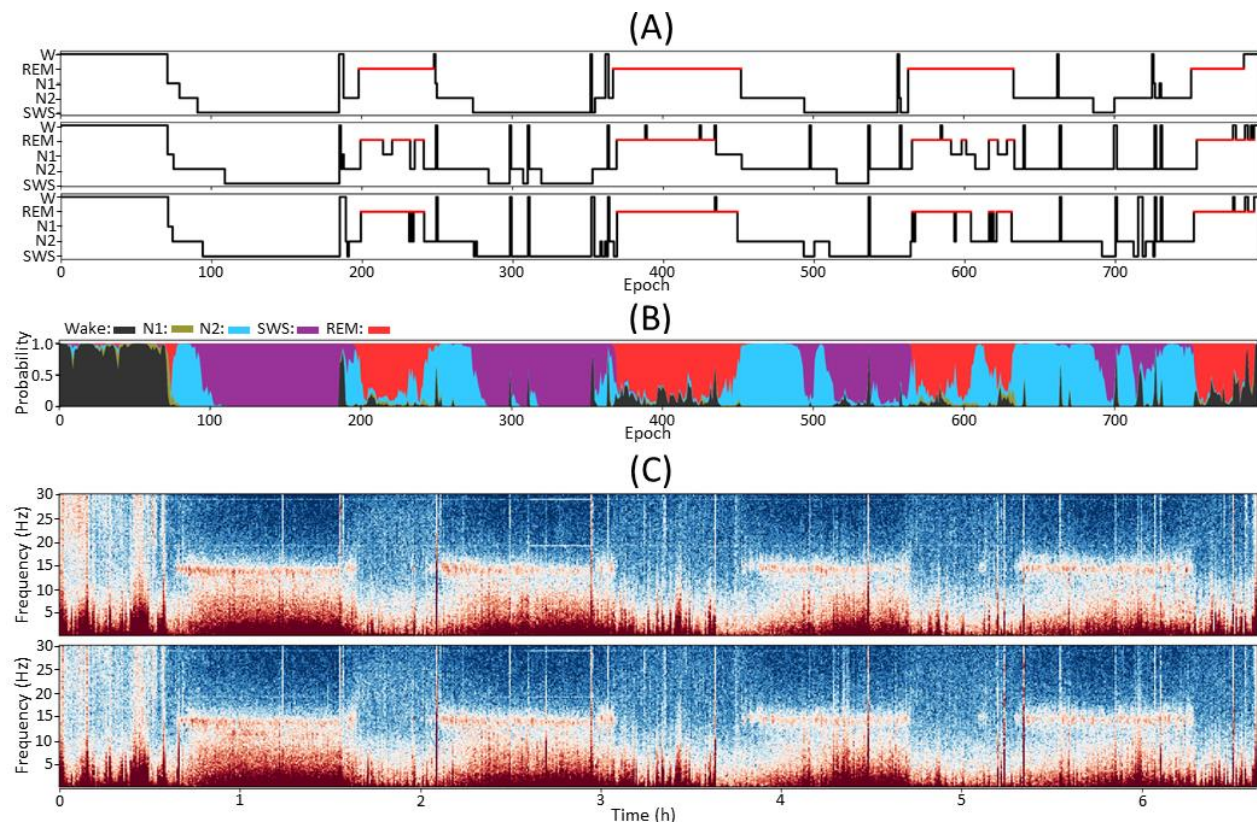 (A)
W
REM
N1
N2
SWS
W
REM
N1
N2
SWS
W
REM
N1
N2
SWS
0 100 200 300 400 500 600 700
Epoch
(B)
Wake: N1: N2: SWS: REM:
Probability
1.0
0.5
0
0 100 200 300 400 500 600 700
Epoch
(C)
Frequency (Hz)
30
25
20
15
10
5
Frequency (Hz)
30
25
20
15
10
5
0 1 2 3 4 5 6
Time (h)